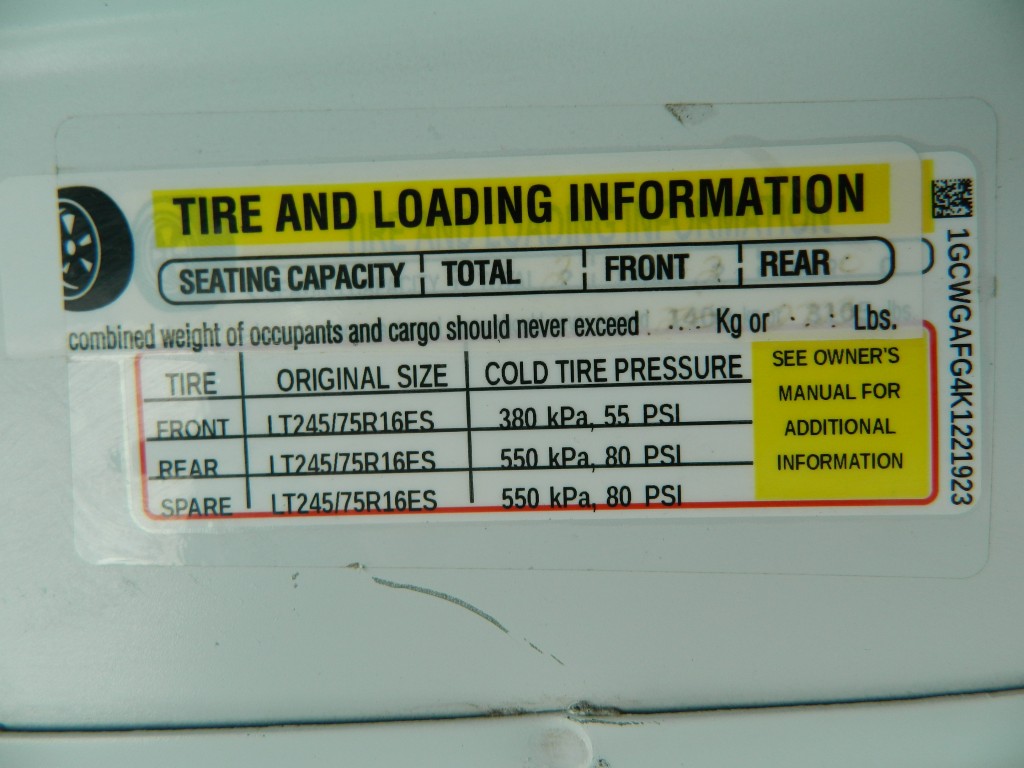 TIRE AND LOADING INFORMATION
SEATING CAPACITY TOTAL FRONT REAR
combined weight of occupants and cargo should never exceed Kg or Lbs.
TIRE ORIGINAL SIZE COLD TIRE PRESSURE
FRONT LT245/75R16ES 380 kPa, 55 PSI
REAR LT245/75R16ES 550 kPa, 80 PSI
SPARE LT245/75R16ES 550 kPa, 80 PSI
SEE OWNER'S
MANUAL FOR
ADDITIONAL
INFORMATION
1GCWGAFG4K1221923